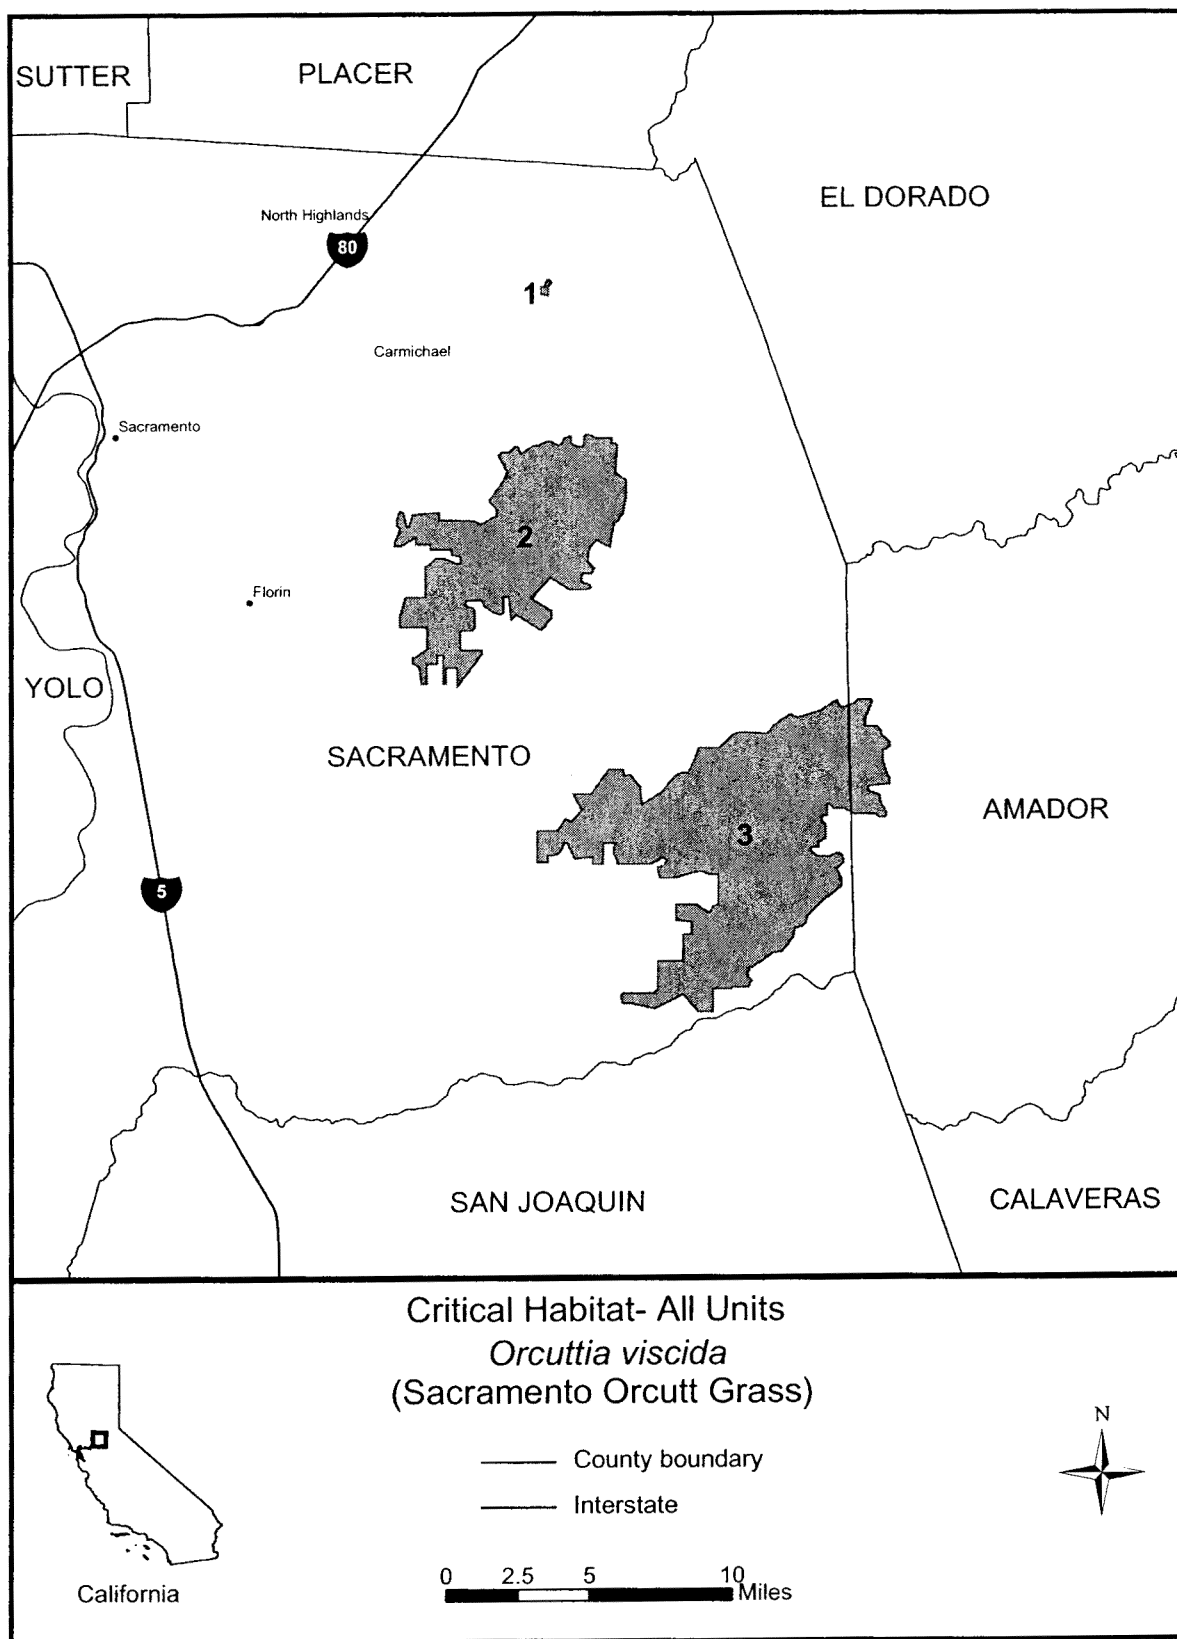 SUTTER
PLACER
EL DORADO
North Highlands
80
1
Carmichael
Sacramento
2
Florin
YOLO
SACRAMENTO
3
AMADOR
5
SAN JOAQUIN
CALAVERAS
Critical Habitat- All Units
Orcuttia viscida
(Sacramento Orcutt Grass)
N
County boundary
Interstate
California
0 2.5 5 10
Miles